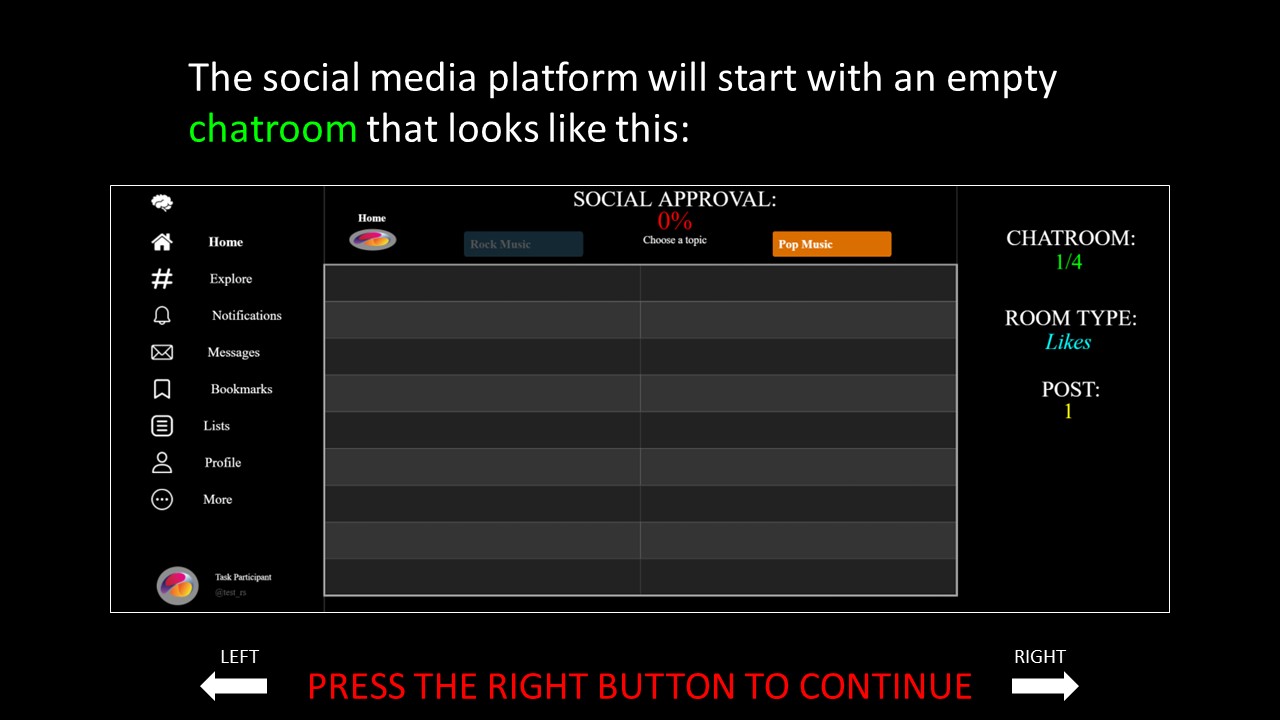 The social media platform will start with an empty
chatroom that looks like this:
SOCIAL APPROVAL:
0%
Choose a topic
Home
Rock Music
Pop Music
Home
Explore
Notifications
Messages
Bookmarks
Lists
Profile
More
Task Participant
@test_rs
CHATROOM:
1/4
ROOM TYPE:
Likes
POST:
1
LEFT
PRESS THE RIGHT BUTTON TO CONTINUE
RIGHT